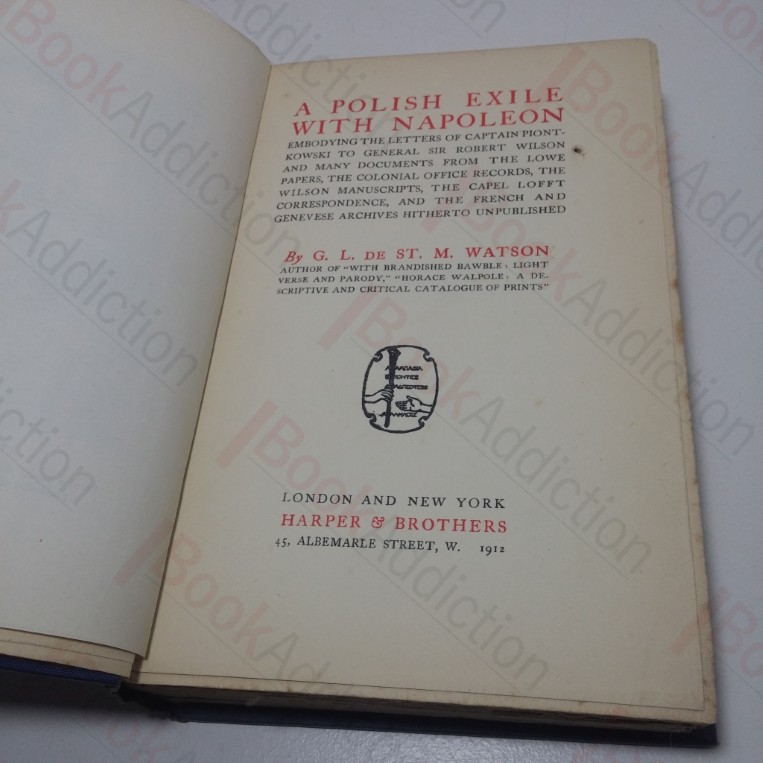 A POLISH EXILE
WITH NAPOLEON
EMBODYING THE LETTERS OF CAPTAIN PIONT-
KOWSKI TO GENERAL SIR ROBERT WILSON
AND MANY DOCUMENTS FROM THE LOWE
PAPERS, THE COLONIAL OFFICE RECORDS, THE
WILSON MANUSCRIPTS, THE CAPEL LOFFT
CORRESPONDENCE, AND THE FRENCH AND
GENEVESE ARCHIVES HITHERTO UNPUBLISHED
By G. L. DE ST. M. WATSON
AUTHOR OF "WITH BRANDISHED BAWBLE: LIGHT
VERSE AND PARODY," "HORACE WALPOLE: A DE-
SCRIPTIVE AND CRITICAL CATALOGUE OF PRINTS"
LONDON AND NEW YORK
HARPER & BROTHERS
45, ALBEMARLE STREET, W. 1912
BookAddiction